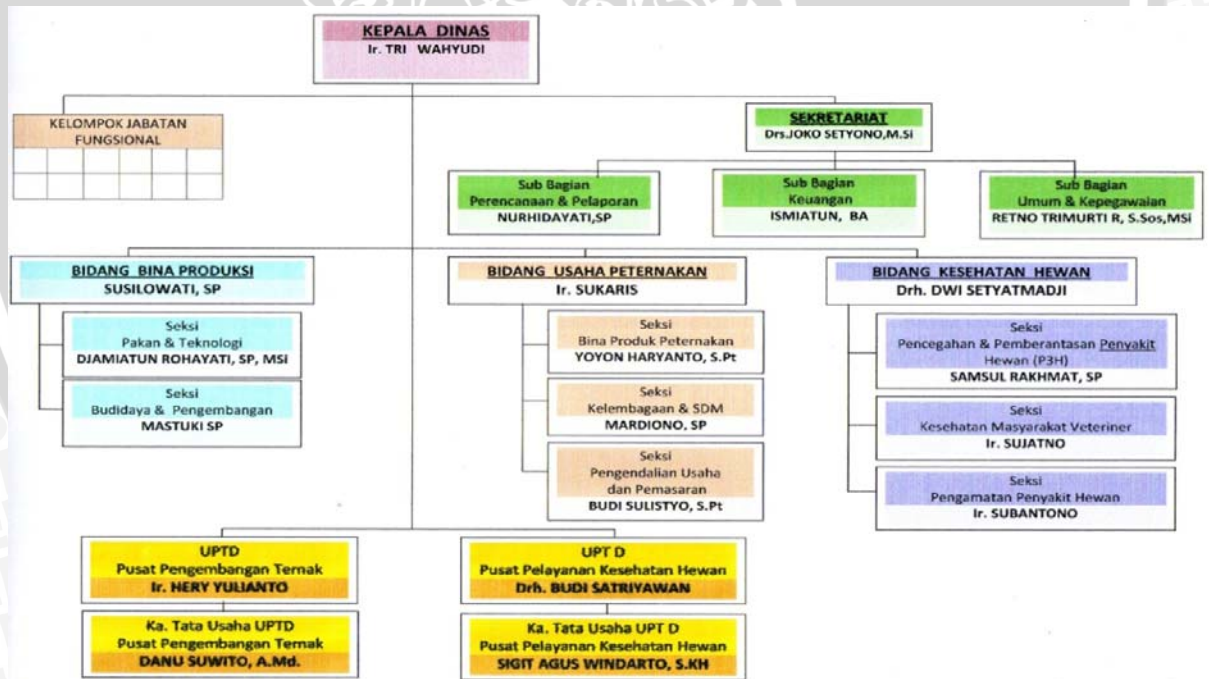 KEPALA DINAS
Ir. TRI WAHYUDI
KELOMPOK JABATAN
FUNGSIONAL
SEKRETARIAT
Drs.JOKO SETYONO,M.Si
Sub Bagian
Perencanaan & Pelaporan
NURHIDAYATI,SP
Sub Bagian
Keuangan
ISMIATUN, BA
Sub Bagian
Umum & Kepegawaian
RETNO TRIMURTI R, S.Sos,MSi
BIDANG BINA PRODUKSI
SUSILOWATI, SP
Seksi
Pakan & Teknologi
DJAMIATUN ROHAYATI, SP, MSi
Seksi
Budidaya & Pengembangan
MASTUKI SP
BIDANG USAHA PETERNAKAN
Ir. SUKARIS
Seksi
Bina Produk Peternakan
YOYON HARYANTO, S.Pt
Seksi
Kelembagaan & SDM
MARDIONO, SP
Seksi
Pengendalian Usaha
dan Pemasaran
BUDI SULISTYO, S.Pt
BIDANG KESEHATAN HEWAN
Drh. DWI SETYATMADJI
Seksi
Pencegahan & Pemberantasan Penyakit
Hewan (P3H)
SAMSUL RAKHMAT, SP
Seksi
Kesehatan Masyarakat Veteriner
Ir. SUJATNO
Seksi
Pengamatan Penyakit Hewan
Ir. SUBANTONO
UPTD
Pusat Pengembangan Ternak
Ir. HERY YULIANTO
Ka. Tata Usaha UPTD
Pusat Pengembangan Ternak
DANU SUWITO, A.Md.
UPT D
Pusat Pelayanan Kesehatan Hewan
Drh. BUDI SATRIYAWAN
Ka. Tata Usaha UPT D
Pusat Pelayanan Kesehatan Hewan
SIGIT AGUS WINDARTO, S.KH